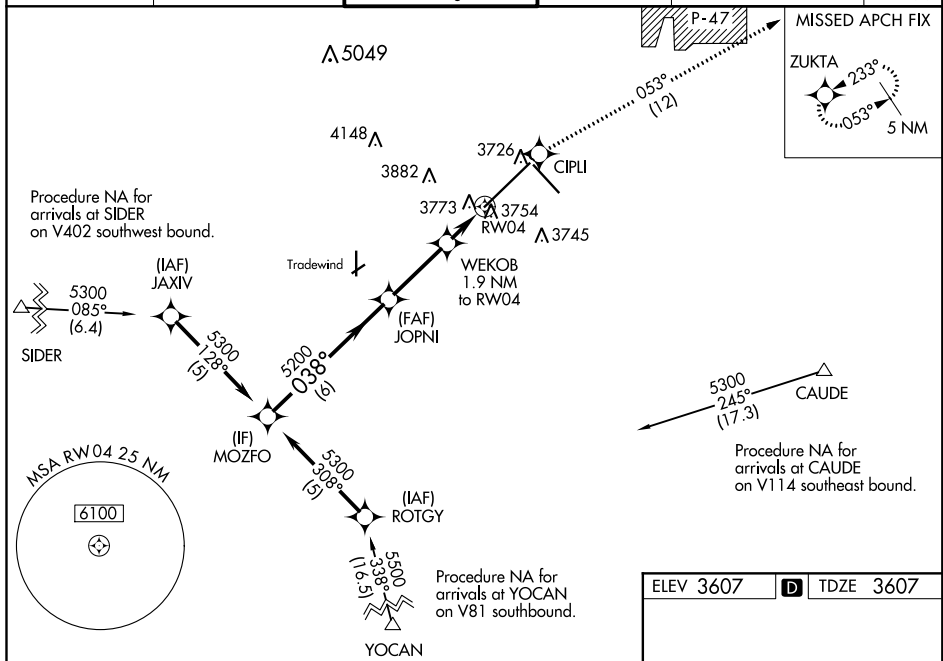 P-47
MISSED APCH FIX
ZUKTA
233°
053°
5 NM
5049
053°
(12)
4148
3726
CIPLI
3882
3773
3754
RW04
3745
Procedure NA for
arrivals at SIDER
on V402 southwest bound.
Tradewind
WEKOB
1.9 NM
to RW04
(IAF)
JAXIV
5300
085°
(6.4)
SIDER
(FAF)
JOPNI
5300
128°
(5)
5200
038°
(6)
5300
245°
(17.3)
CAUDE
(IF)
MOZFO
Procedure NA for
arrivals at CAUDE
on V114 southeast bound.
MSA RW04 25 NM
6100
5300
308°
(5)
(IAF)
ROTGY
5500
338°
(16.5)
Procedure NA for
arrivals at YOCAN
on V81 southbound.
YOCAN
ELEV 3607 D TDZE 3607